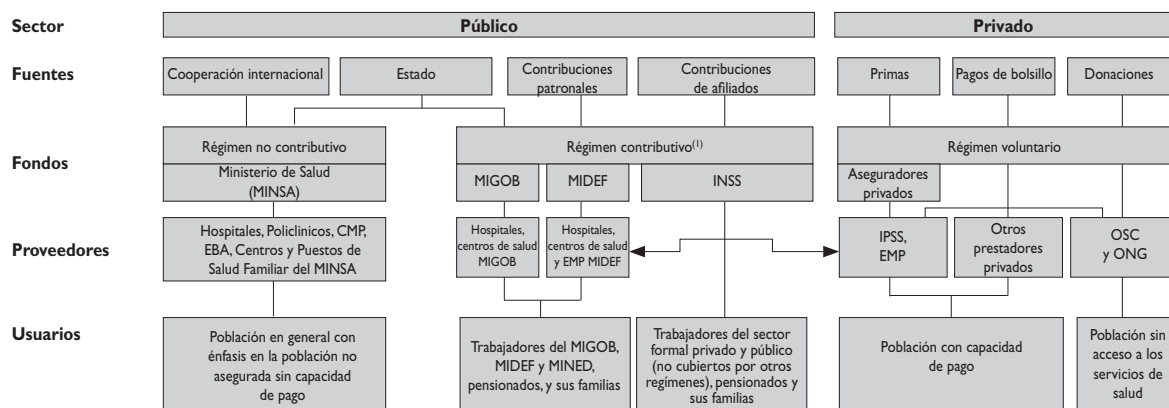 Sector
Público
Privado
Fuentes
Cooperación internacional
Estado
Contribuciones
patronales
Contribuciones
de afiliados
Primas
Pagos de bolsillo
Donaciones
Fondos
Régimen no contributivo
Régimen contributivo(1)
Régimen voluntario
Ministerio de Salud
(MINSA)
MIGOB
MIDEF
INSS
Aseguradores
privados
Proveedores
Hospitales, Policlínicos, CMP,
EBA, Centros y Puestos de
Salud Familiar del MINSA
Hospitales,
centros de salud
MIGOB
Hospitales,
centros de salud
y EMP MIDEF
IPSS,
EMP
Otros
prestadores
privados
OSC
y ONG
Usuarios
Población en general con
énfasis en la población no
asegurada sin capacidad
de pago
Trabajadores del MIGOB,
MIDEF y MINED,
pensionados, y sus familias
Trabajadores del sector
formal privado y público
(no cubiertos por otros
regímenes), pensionados y
sus familias
Población con capacidad
de pago
Población sin
acceso a los
servicios de
salud